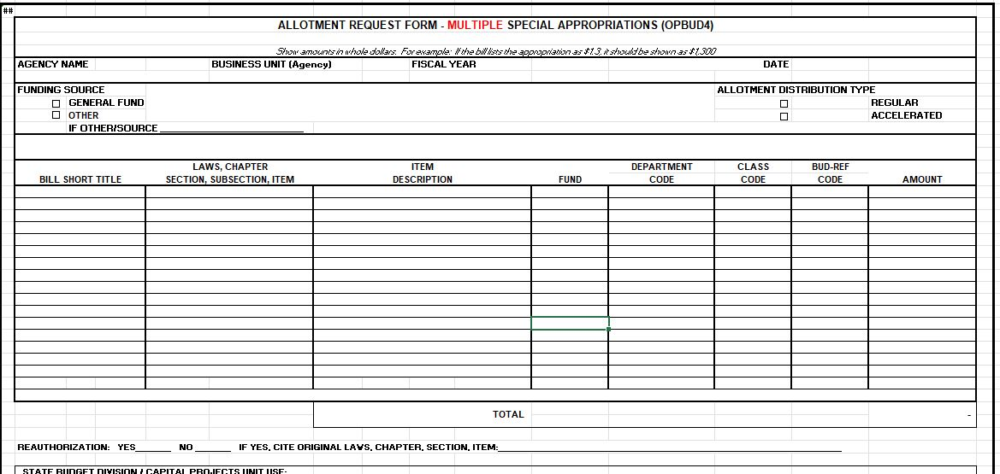 ##
ALLOTMENT REQUEST FORM - MULTIPLE SPECIAL APPROPRIATIONS (OPBUD4)
Show amounts in whole dollars. For example: If the bill lists the appropriation as $1.3, it should be shown as $1,300
AGENCY NAME BUSINESS UNIT (Agency) FISCAL YEAR DATE
FUNDING SOURCE ALLOTMENT DISTRIBUTION TYPE
GENERAL FUND REGULAR
OTHER ACCELERATED
IF OTHER/SOURCE
LAWS, CHAPTER ITEM DEPARTMENT CLASS BUD-REF
BILL SHORT TITLE SECTION, SUBSECTION, ITEM DESCRIPTION FUND CODE CODE CODE AMOUNT
TOTAL -
REAUTHORIZATION: YES______ NO ______ IF YES, CITE ORIGINAL LAWS, CHAPTER, SECTION, ITEM:
STATE BUDGET DIVISION / CAPITAL PROJECTS UNIT USE: